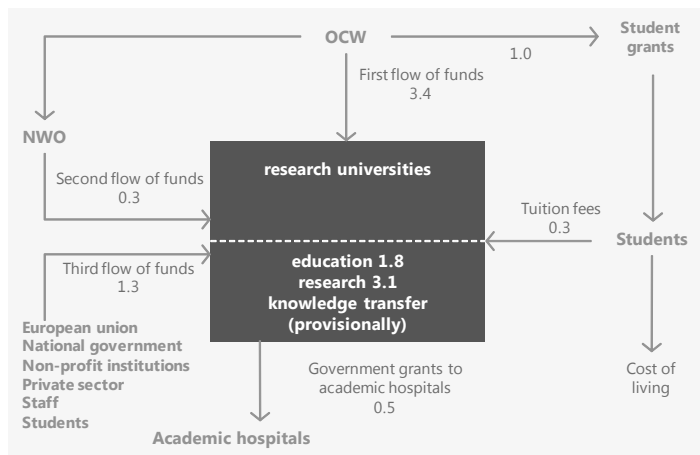 OCW
Student
grants
1.0
First flow of funds
3.4
NWO
research universities
Second flow of funds
0.3
Tuition fees
0.3
Students
education 1.8
research 3.1
knowledge transfer
(provisionally)
Third flow of funds
1.3
European union
National government
Non-profit institutions
Private sector
Staff
Students
Government grants to
academic hospitals
0.5
Cost of
living
Academic hospitals